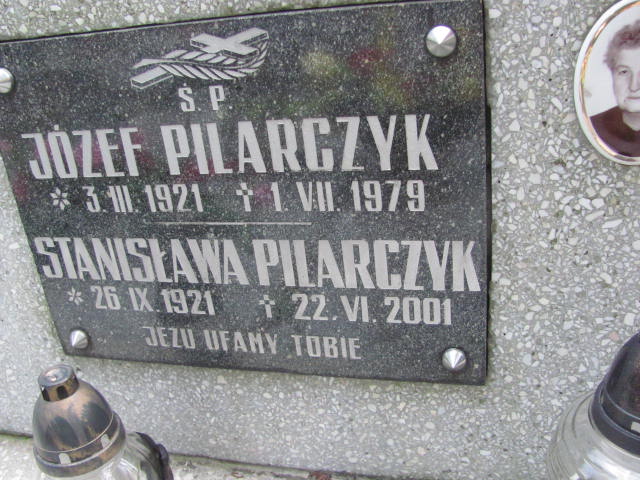 Ś. P.
JÓZEF PILARCZYK
* 3. III. 1921 † 1. VII. 1979
STANISŁAWA PILARCZYK
* 26 IX 1921 † 22. VI. 2001
JEZU UFAMY TOBIE